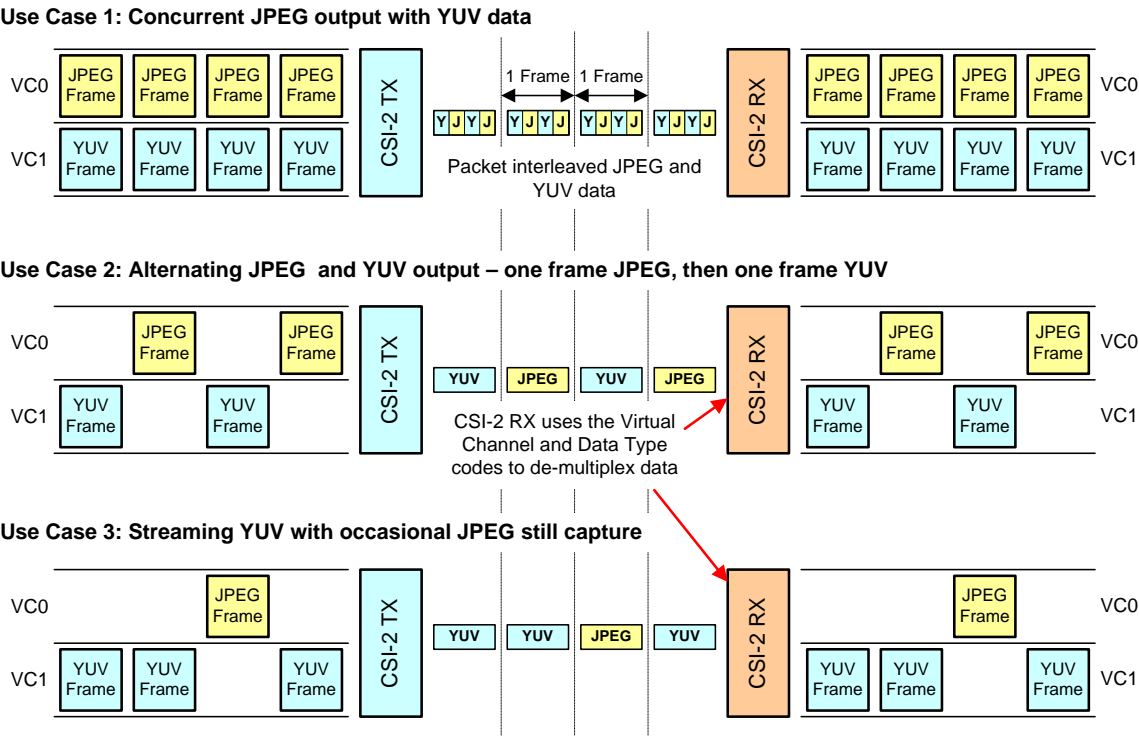 Use Case 1: Concurrent JPEG output with YUV data
VC0
JPEG Frame
JPEG Frame
JPEG Frame
JPEG Frame
VC1
YUV Frame
YUV Frame
YUV Frame
YUV Frame
CSI-2 TX
1 Frame
1 Frame
Y J Y J
Y J Y J
Y J Y J
Y J Y J
Packet interleaved JPEG and
YUV data
CSI-2 RX
JPEG Frame
JPEG Frame
JPEG Frame
JPEG Frame
VC0
YUV Frame
YUV Frame
YUV Frame
YUV Frame
VC1
Use Case 2: Alternating JPEG and YUV output – one frame JPEG, then one frame YUV
VC0
JPEG Frame
JPEG Frame
VC1
YUV Frame
YUV Frame
CSI-2 TX
YUV
JPEG
YUV
JPEG
CSI-2 RX uses the Virtual
Channel and Data Type
codes to de-multiplex data
CSI-2 RX
JPEG Frame
JPEG Frame
VC0
YUV Frame
YUV Frame
VC1
Use Case 3: Streaming YUV with occasional JPEG still capture
VC0
JPEG Frame
VC1
YUV Frame
YUV Frame
YUV Frame
CSI-2 TX
YUV
YUV
JPEG
YUV
CSI-2 RX
JPEG Frame
VC0
YUV Frame
YUV Frame
YUV Frame
VC1